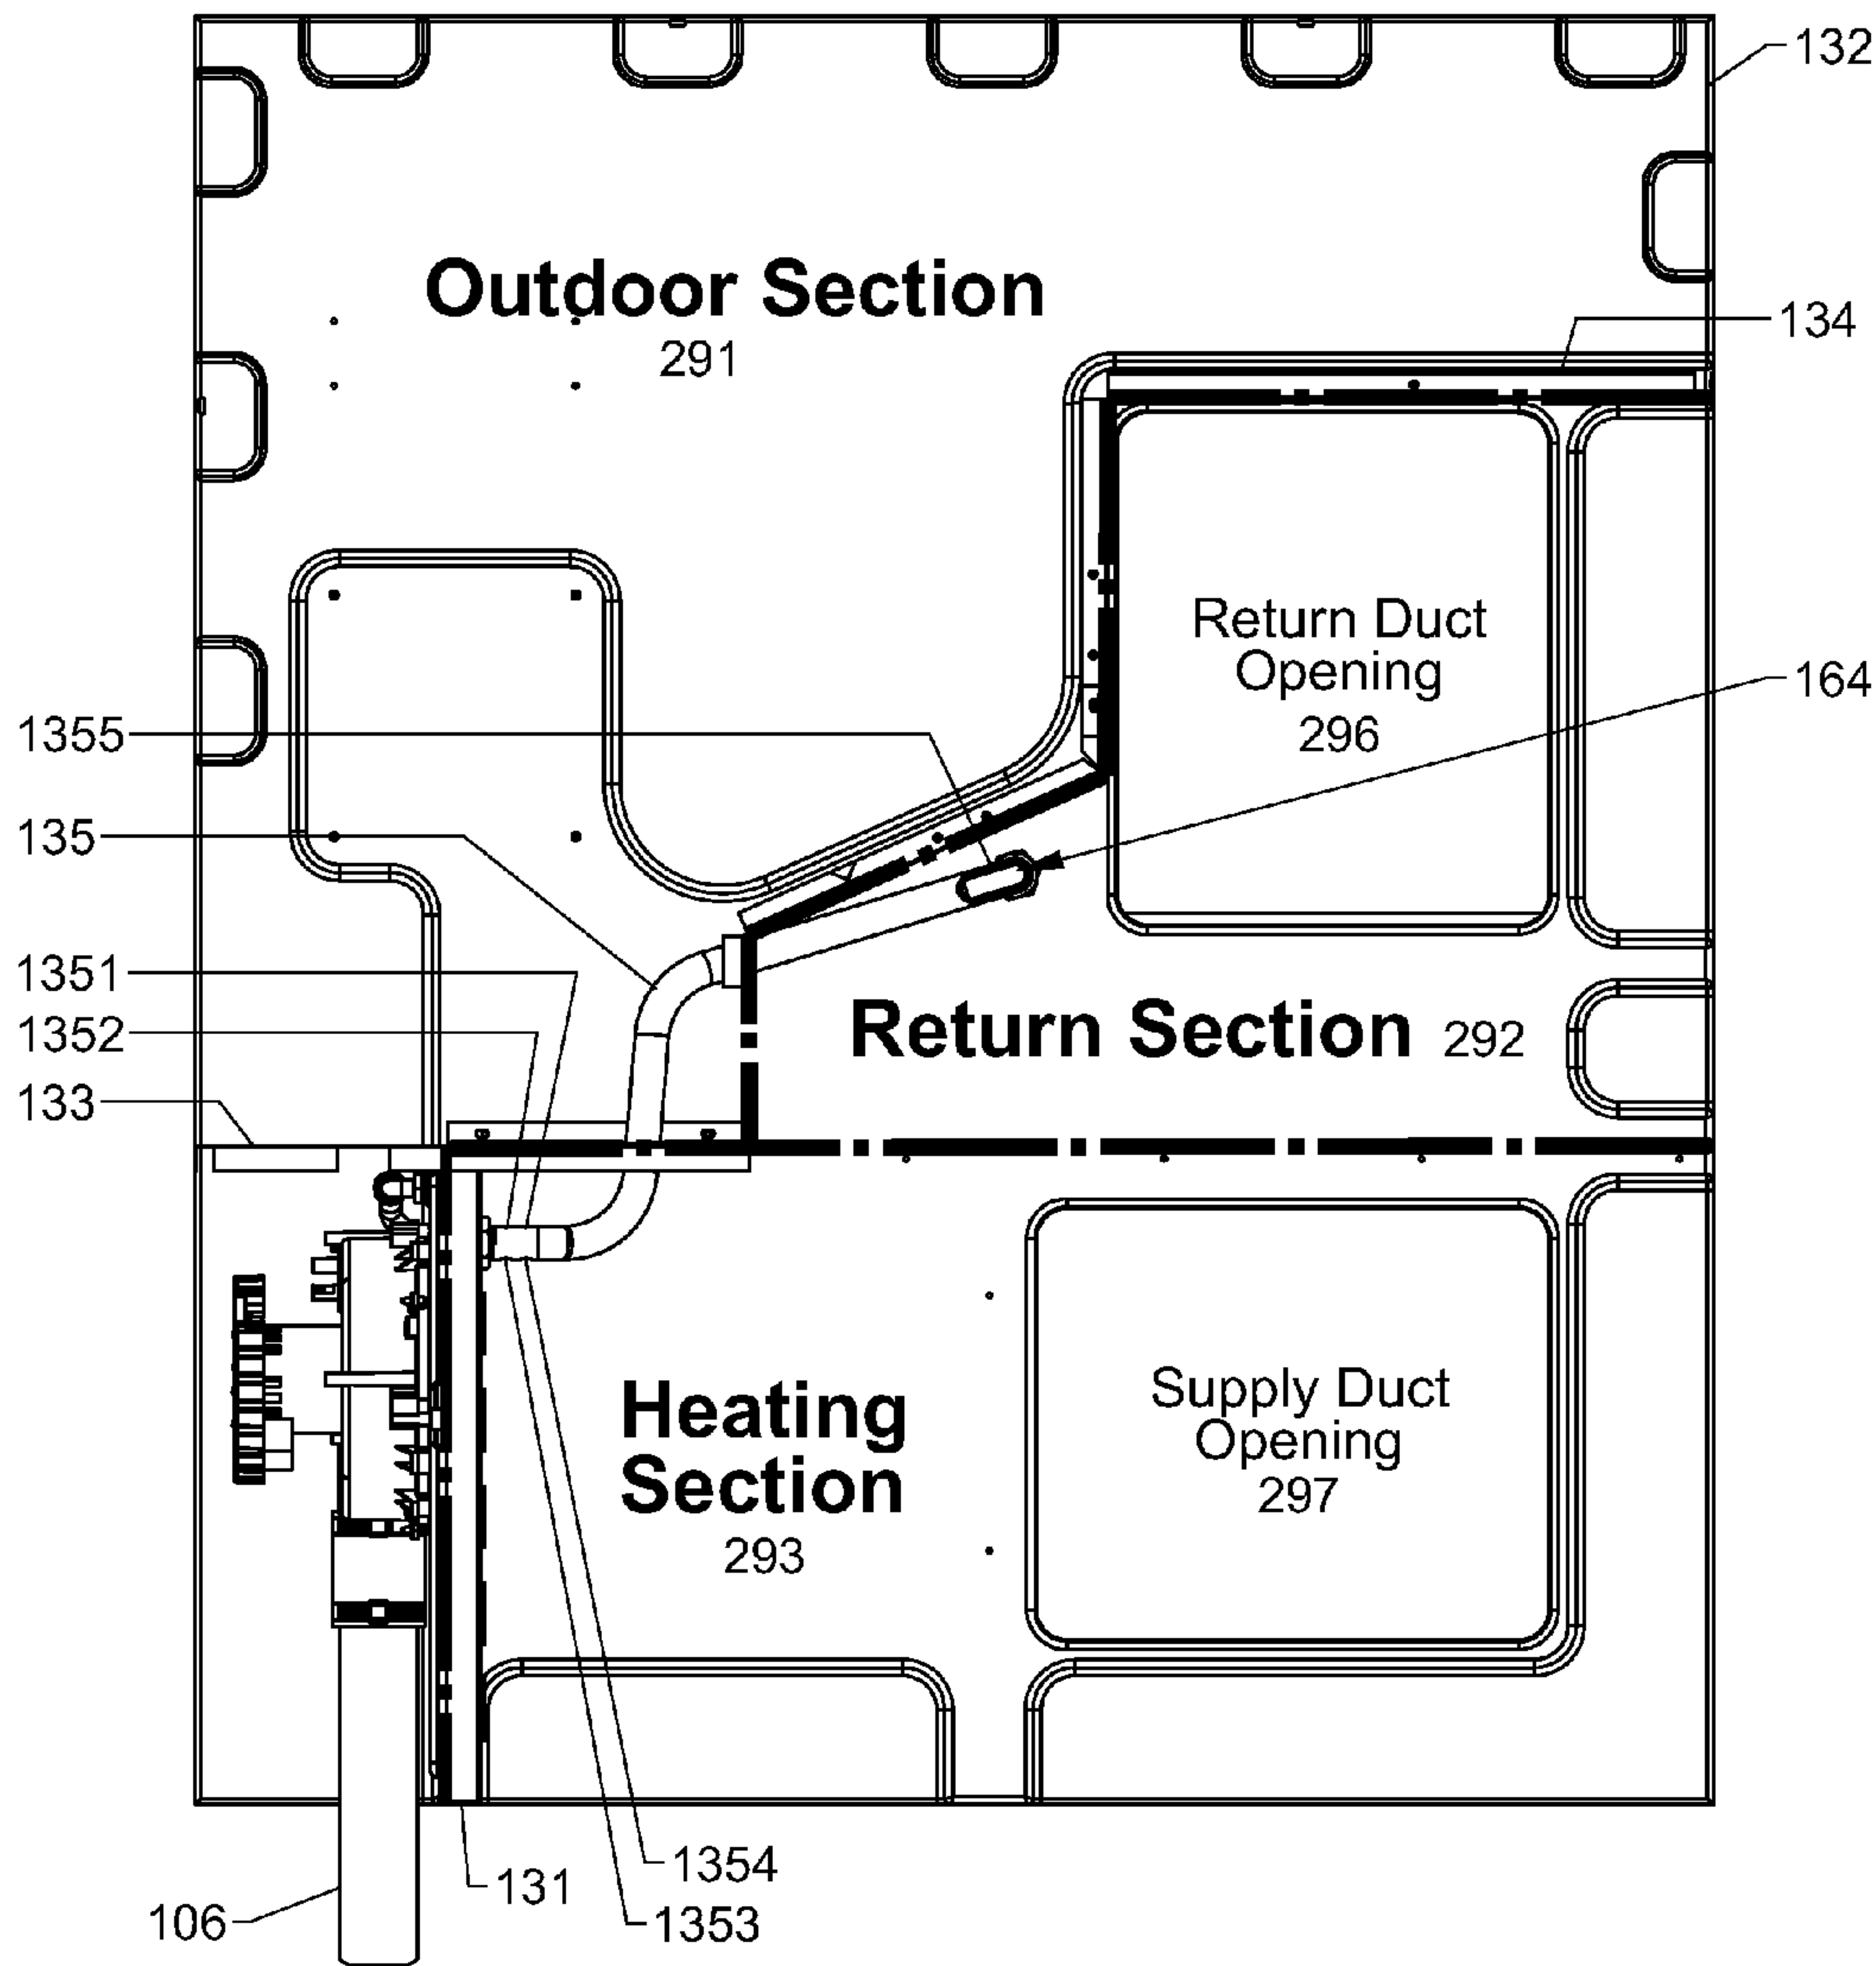 132
Outdoor Section
291
134
Return Duct
Opening
296
164
1355
135
1351
1352
Return Section 292
133
Heating
Section
293
Supply Duct
Opening
297
1354
131
1353
106